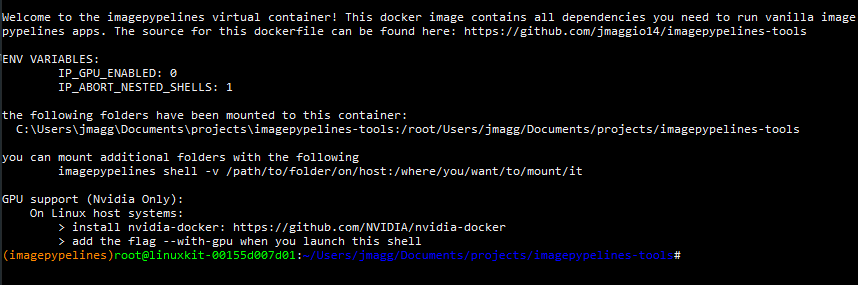 Welcome to the imagepypelines virtual container! This docker image contains all dependencies you need to run vanilla image
pypelines apps. The source for this dockerfile can be found here: https://github.com/jmaggio14/imagepypelines-tools
ENV VARIABLES:
IP_GPU_ENABLED: 0
IP_ABORT_NESTED_SHELLS: 1
the following folders have been mounted to this container:
C:\Users\jmagg\Documents\projects\imagepypelines-tools:/root/Users/jmagg/Documents/projects/imagepypelines-tools
you can mount additional folders with the following
imagepypelines shell -v /path/to/folder/on/host:/where/you/want/to/mount/it
GPU support (Nvidia Only):
On Linux host systems:
> install nvidia-docker: https://github.com/NVIDIA/nvidia-docker
> add the flag --with-gpu when you launch this shell
(imagepypelines)root@linuxkit-00155d007d01:~/Users/jmagg/Documents/projects/imagepypelines-tools#